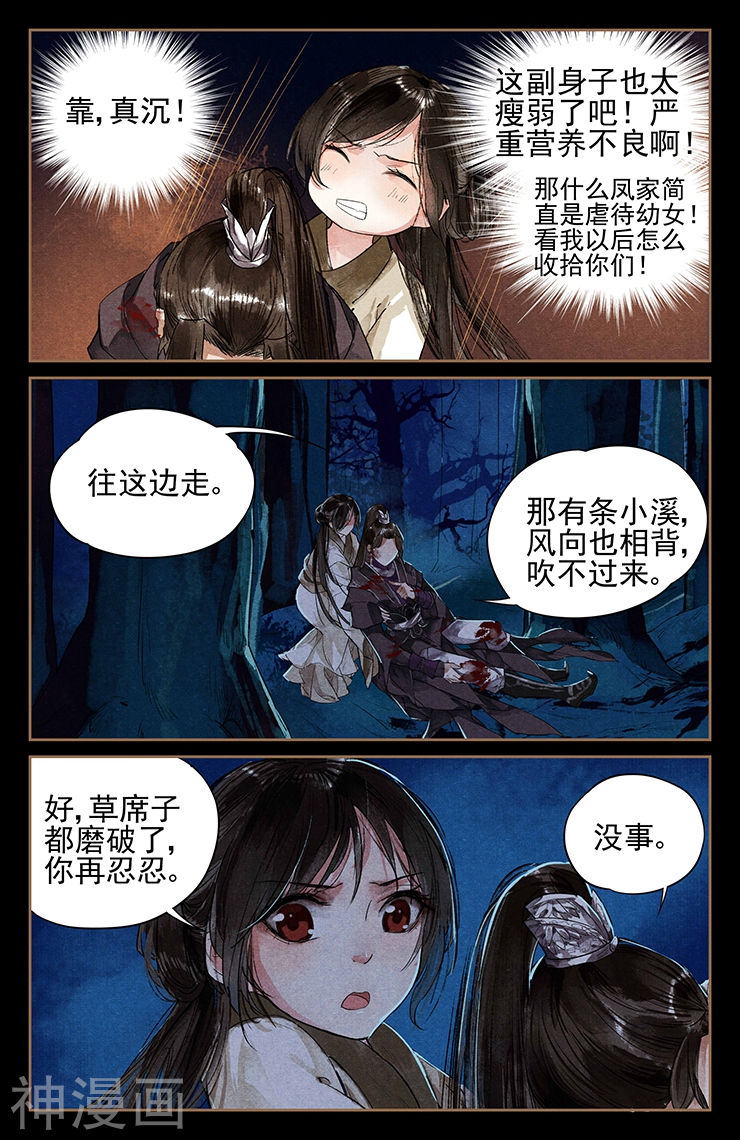 靠,真沉!
这副身子也太
瘦弱了吧!严
重营养不良啊!
那什么凤家简
直是虐待幼女!
看我以后怎么
收拾你们!
往这边走。
那有条小溪,
风向也相背,
吹不过来。
好,草席子
都磨破了,
你再忍忍。
没事。
神漫画